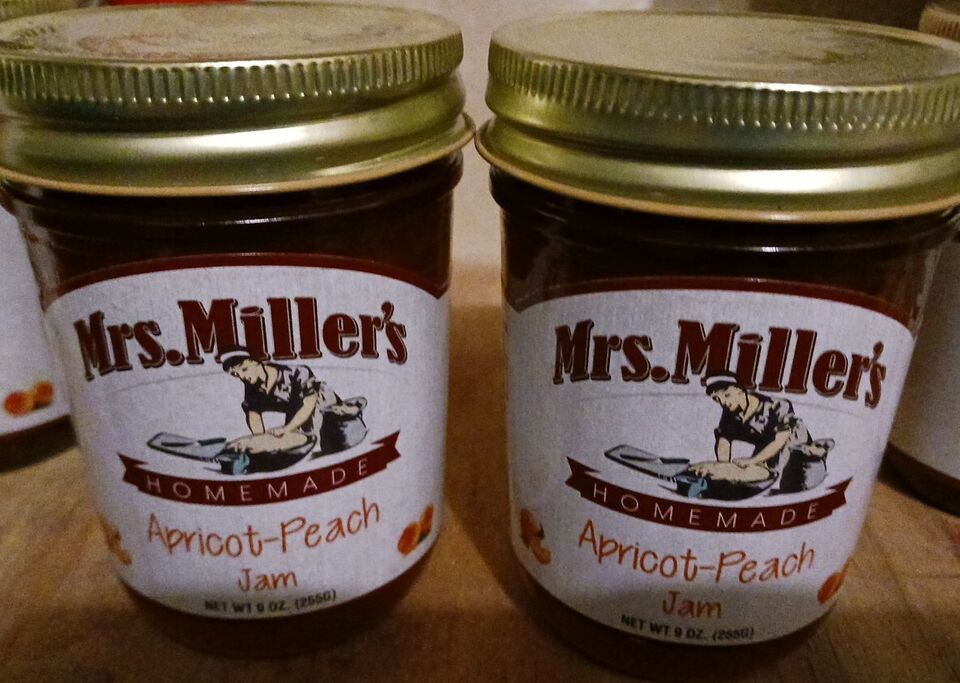 Mrs. Miller's
HOMEMADE
Apricot-Peach
Jam
NET WT 9 OZ. (255G)
Mrs. Miller's
HOMEMADE
Apricot-Peach
Jam
NET WT 9 OZ. (255G)